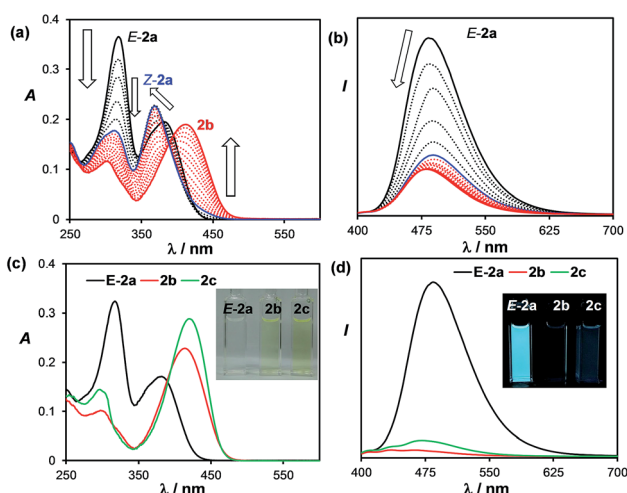 (a)
E-2a
Z-2a
2b
0.4
0.3
A
0.2
0.1
0
250 350 450 550
λ / nm
(b)
E-2a
I
400 475 550 625 700
λ / nm
(c)
E-2a 2b 2c
0.4
0.3
A
0.2
0.1
0
E-2a 2b 2c
250 350 450 550
λ / nm
(d)
E-2a 2b 2c
I
E-2a 2b 2c
400 475 550 625 700
λ / nm